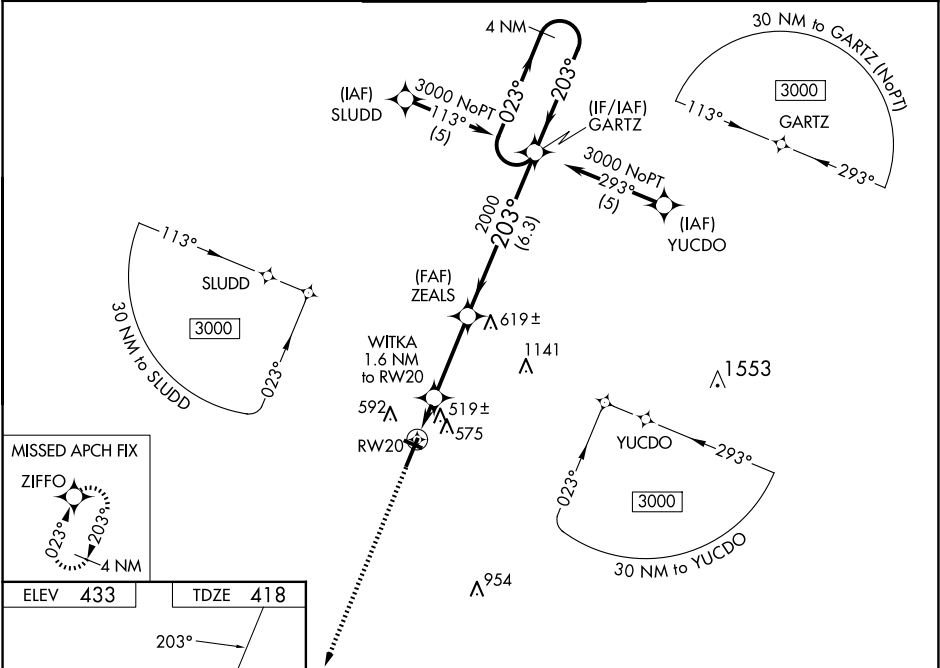 4 NM
30 NM to GARTZ (NoPT)
3000
GARTZ
113°
293°
(IAF)
SLUDD
3000 NoPT
113°
(5)
023°
203°
(IF/IAF)
GARTZ
3000 NoPT
293°
(5)
(IAF)
YUCDO
2000
203°
(6.3)
113°
SLUDD
3000
023°
30 NM to SLUDD
(FAF)
ZEALS
619±
1141
1553
WITKA
1.6 NM
to RW20
592
519±
575
RW20
YUCDO
293°
023°
3000
30 NM to YUCDO
MISSED APCH FIX
ZIFFO
023°
203°
4 NM
954
ELEV 433
TDZE 418
203°